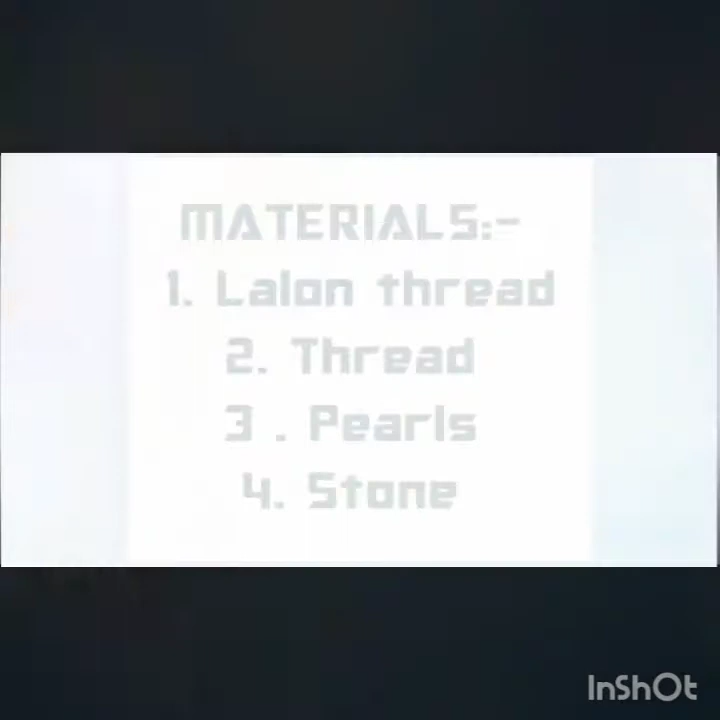 MATERIALS:-
1. Lalon thread
2. Thread
3 . Pearls
4. Stone
InShOt